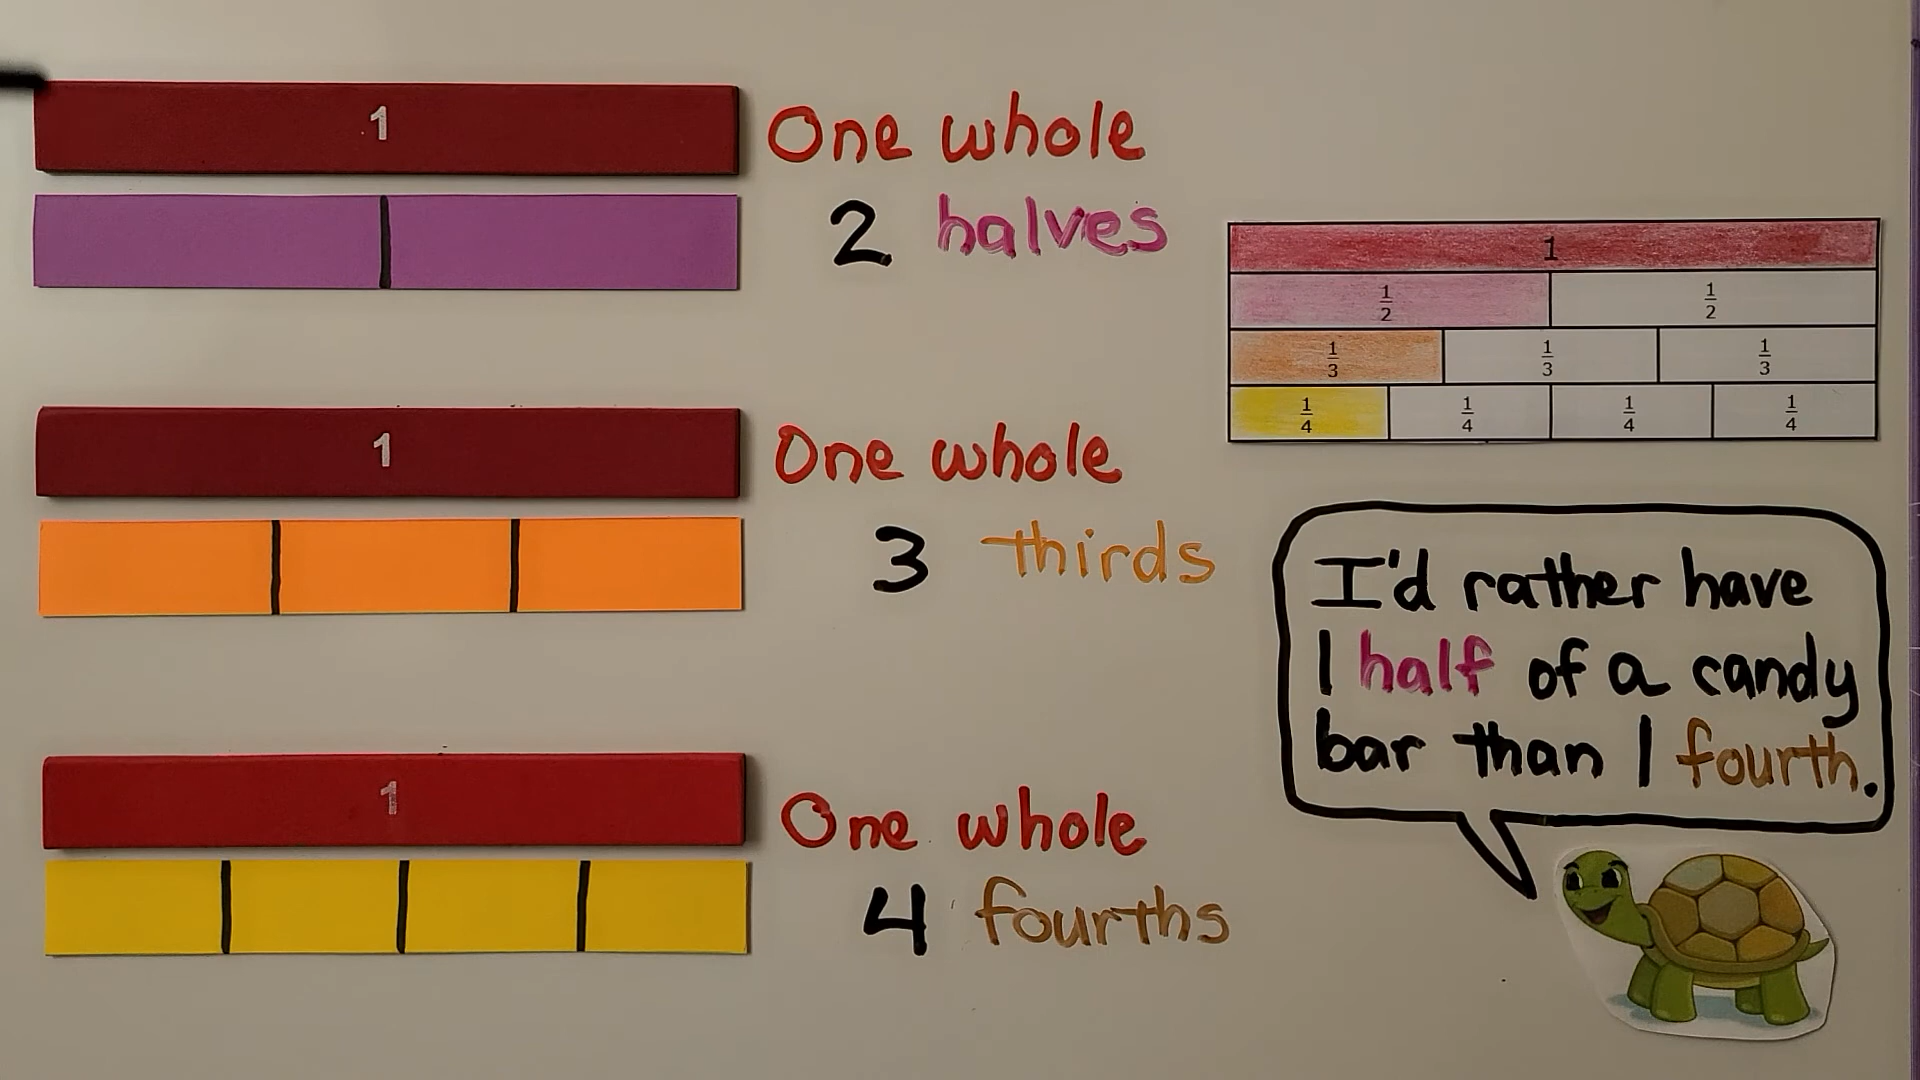 1
One whole
2 halves
1
One whole
3 thirds
1
One whole
4 fourths
1
1/2 1/2
1/3 1/3 1/3
1/4 1/4 1/4 1/4
I'd rather have
1 half of a candy
bar than 1 fourth.